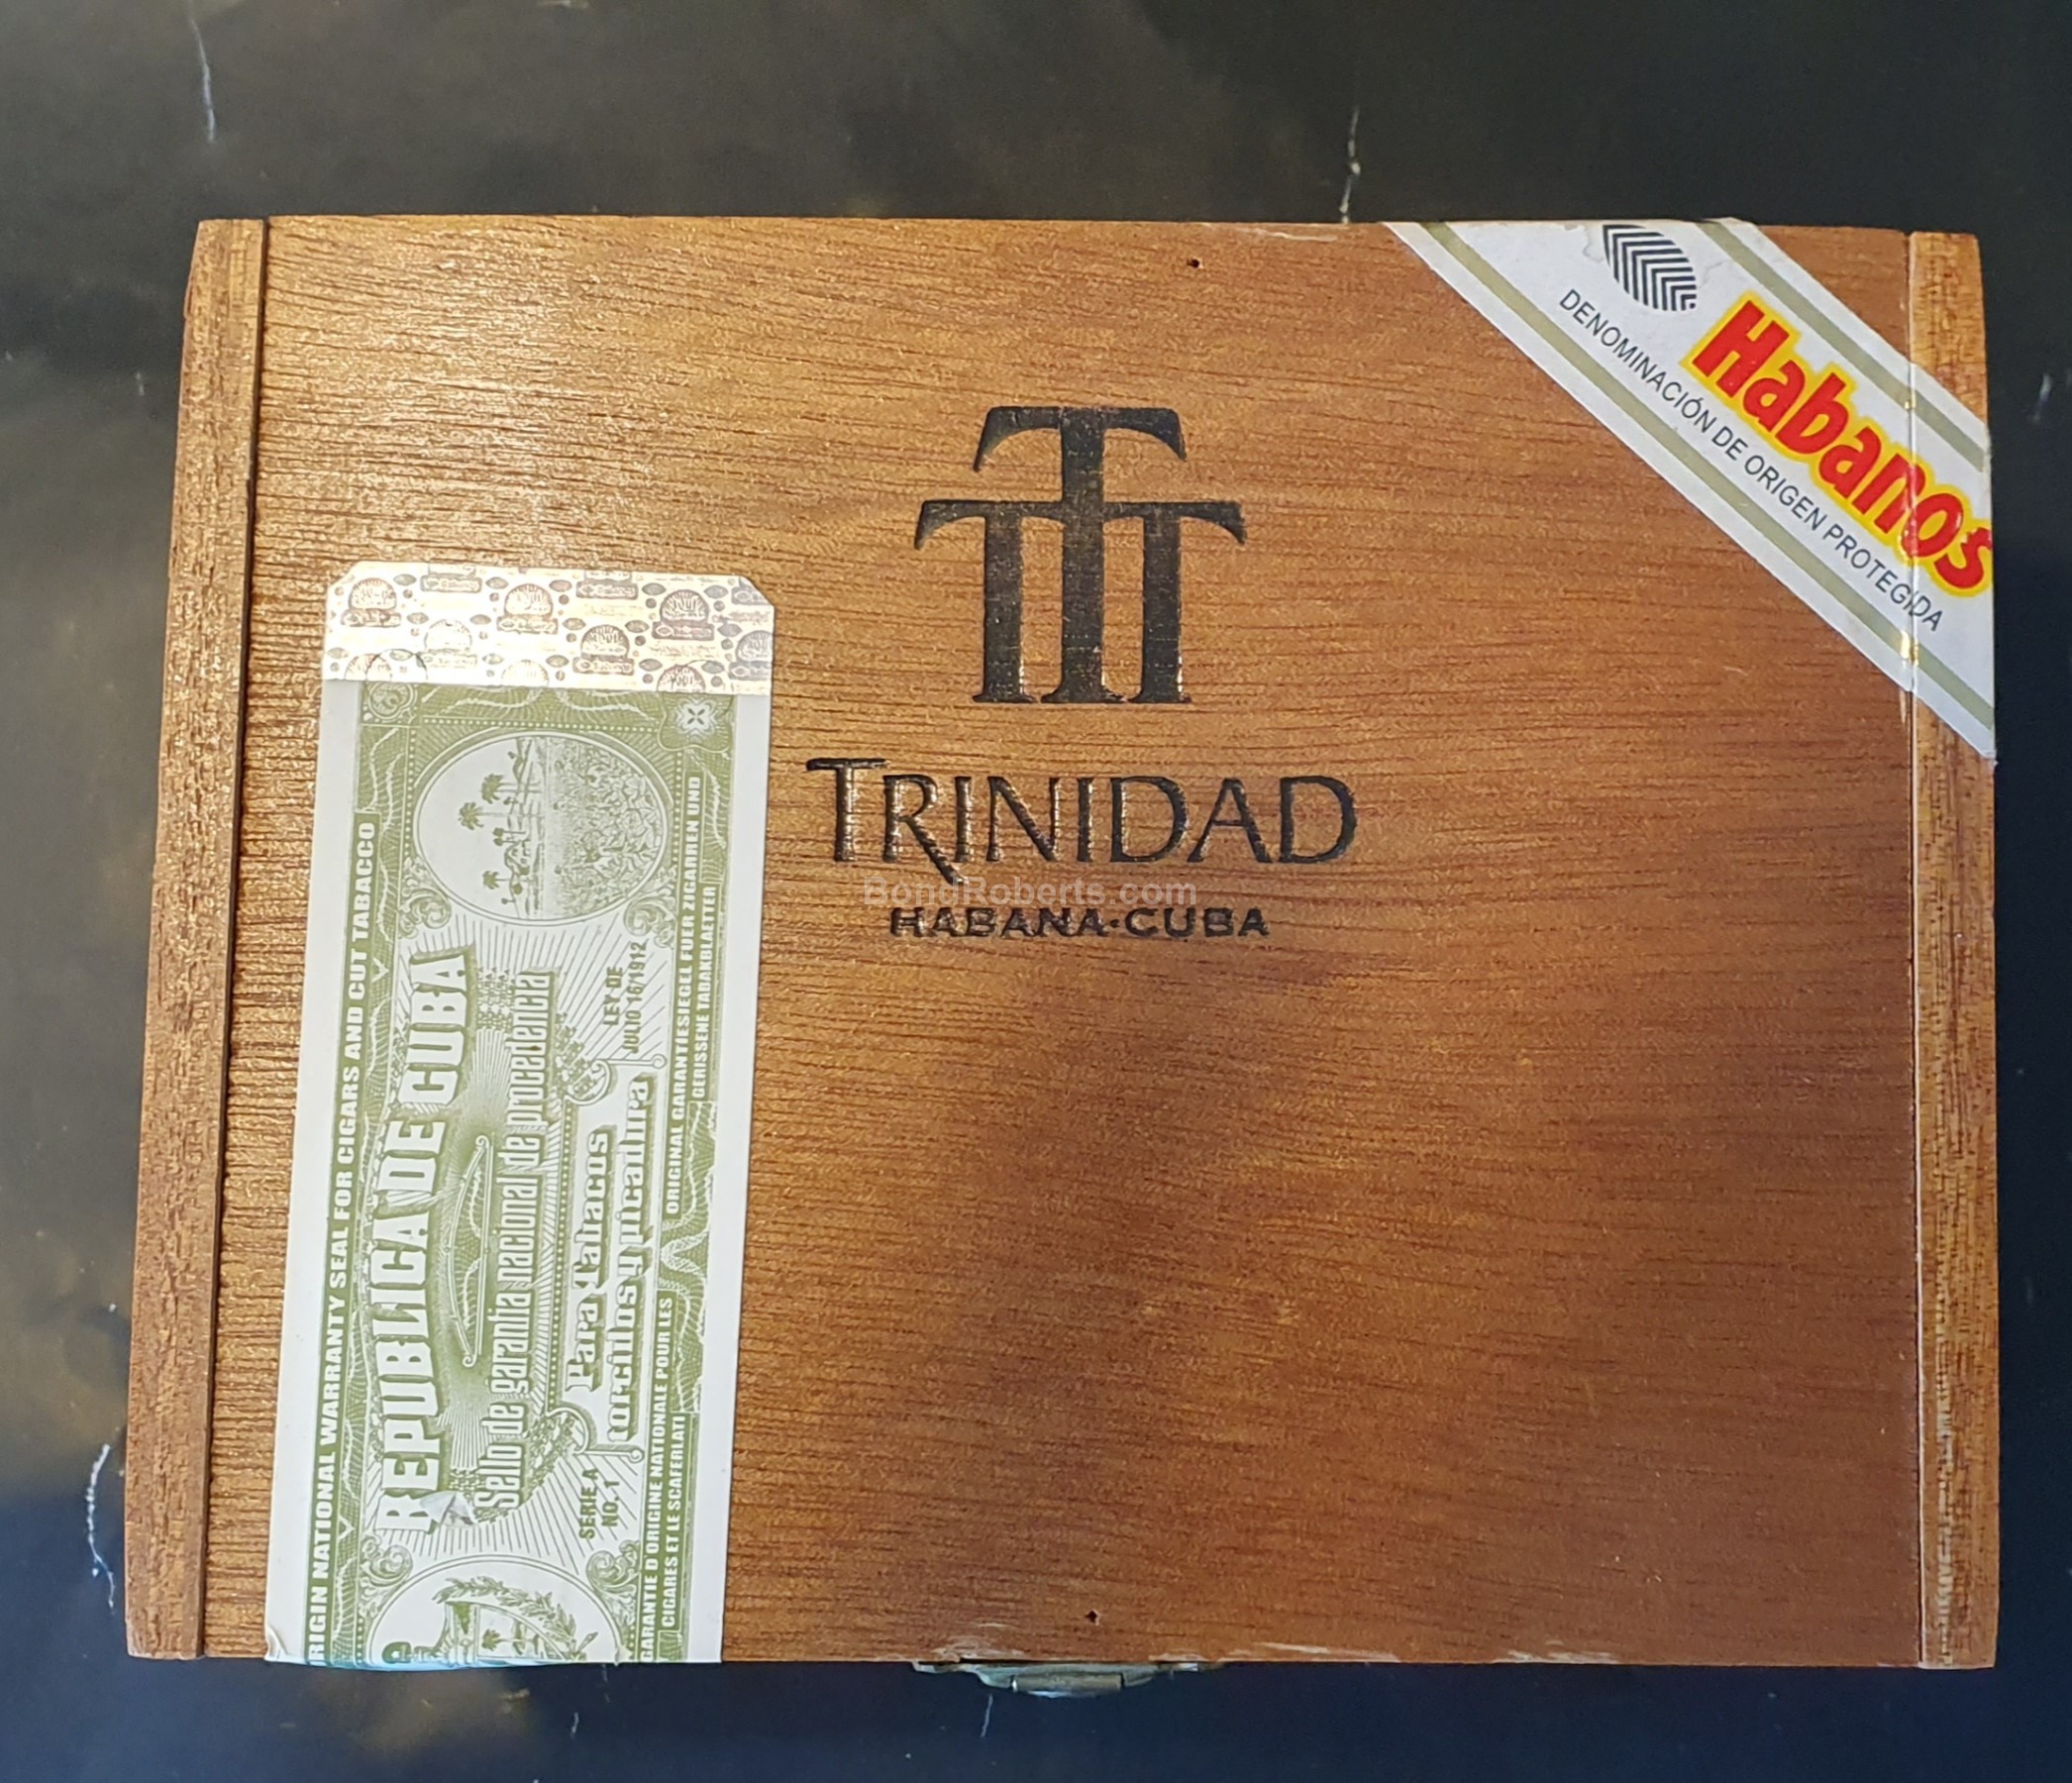 Habanos
DENOMINACIÓN DE ORIGEN PROTEGIDA
TRINIDAD
BondRoberts.com
HABANA·CUBA
RIGIN NATIONAL WARRANTY SEAL FOR CIGARS AND CUT TABACCO
REPUBLICA DE CUBA
Sello de garantia nacional de procedencia
SERIE A
NO. 1
Para Tabacos
torcidos y picadura
LEY DE
JULIO 16/1912
GARANTIE D ORIGINE NATIONALE POUR LES
CIGARES ET LE SCAFERLATI
ORIGINAL GARANTIESIEGEL FUER ZIGARREN UND
GERISSENE TABAKBLAETTER